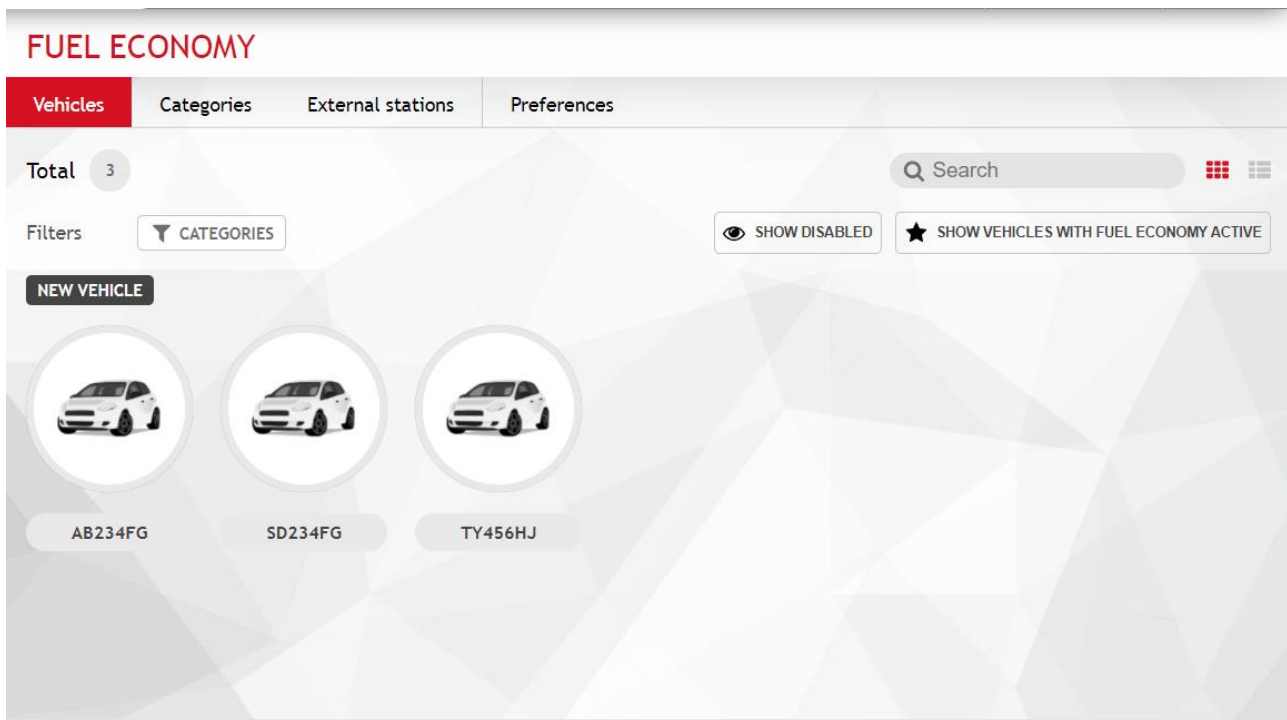 FUEL ECONOMY
Vehicles Categories External stations Preferences
Total 3 Search
Filters CATEGORIES SHOW DISABLED SHOW VEHICLES WITH FUEL ECONOMY ACTIVE
NEW VEHICLE
AB234FG SD234FG TY456HJ